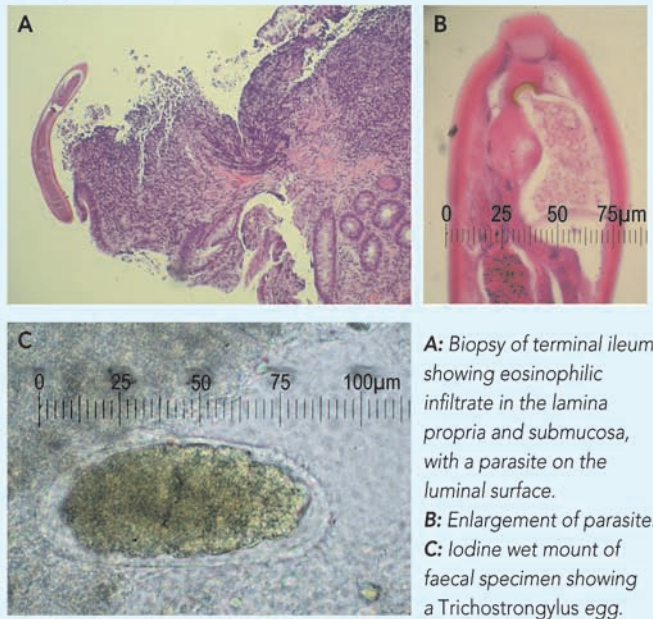 A
B
0 25 50 75µm
C
0 25 50 75 100µm
A: Biopsy of terminal ileum
showing eosinophilic
infiltrate in the lamina
propria and submucosa,
with a parasite on the
luminal surface.
B: Enlargement of parasite.
C: Iodine wet mount of
faecal specimen showing
a Trichostrongylus egg.